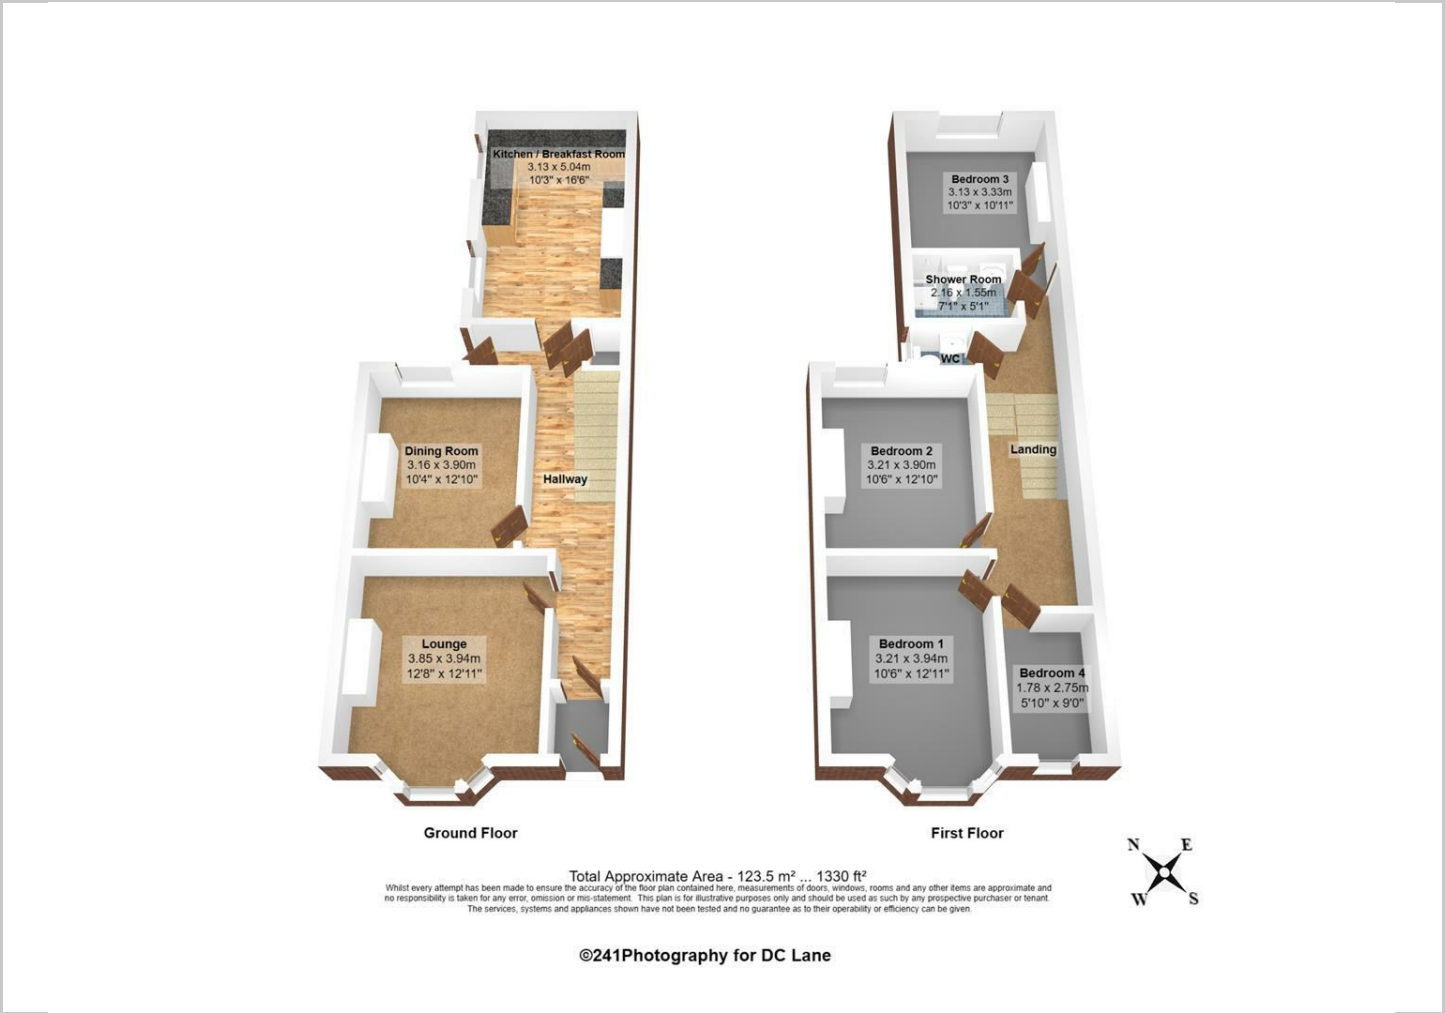 Kitchen / Breakfast Room
3.13 x 5.04m
10'3" x 16'6"
Dining Room
3.16 x 3.90m
10'4" x 12'10"
Hallway
Lounge
3.85 x 3.94m
12'8" x 12'11"
Ground Floor
Bedroom 3
3.13 x 3.33m
10'3" x 10'11"
Shower Room
2.16 x 1.55m
7'1" x 5'1"
WC
Bedroom 2
3.21 x 3.90m
10'6" x 12'10"
Landing
Bedroom 1
3.21 x 3.94m
10'6" x 12'11"
Bedroom 4
1.78 x 2.75m
5'10" x 9'0"
First Floor
N E
W S
Total Approximate Area - 123.5 m² ... 1330 ft²
Whilst every attempt has been made to ensure the accuracy of the floor plan contained here, measurements of doors, windows, rooms and any other items are approximate and
no responsibility is taken for any error, omission or mis-statement. This plan is for illustrative purposes only and should be used as such by any prospective purchaser or tenant.
The services, systems and appliances shown have not been tested and no guarantee as to their operability or efficiency can be given.
©241Photography for DC Lane